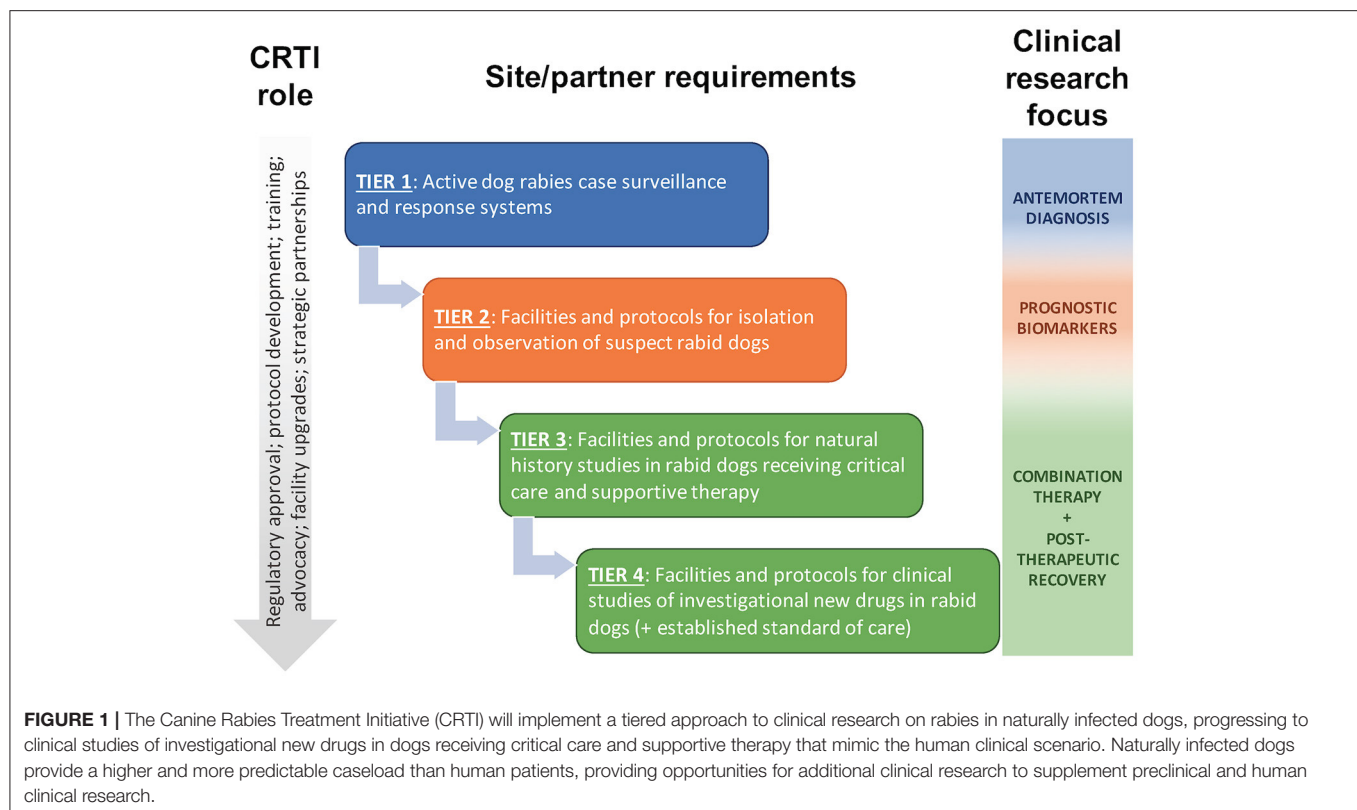 CRTI
role
Site/partner requirements
Clinical
research
focus
Regulatory approval; protocol development; training;
advocacy; facility upgrades; strategic partnerships
TIER 1: Active dog rabies case surveillance
and response systems
TIER 2: Facilities and protocols for isolation
and observation of suspect rabid dogs
TIER 3: Facilities and protocols for natural
history studies in rabid dogs receiving critical
care and supportive therapy
TIER 4: Facilities and protocols for clinical
studies of investigational new drugs in rabid
dogs (+ established standard of care)
ANTEMORTEM
DIAGNOSIS
PROGNOSTIC
BIOMARKERS
COMBINATION
THERAPY
+
POST-
THERAPEUTIC
RECOVERY
FIGURE 1 | The Canine Rabies Treatment Initiative (CRTI) will implement a tiered approach to clinical research on rabies in naturally infected dogs, progressing to
clinical studies of investigational new drugs in dogs receiving critical care and supportive therapy that mimic the human clinical scenario. Naturally infected dogs
provide a higher and more predictable caseload than human patients, providing opportunities for additional clinical research to supplement preclinical and human
clinical research.